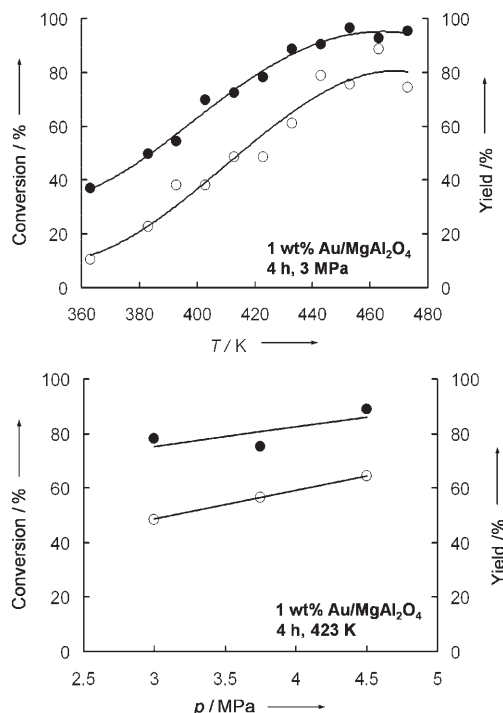 Conversion / %
100
80
60
40
20
0
100
80
60
40
20
0
Yield /%
1 wt% Au/MgAl₂O₄
4 h, 3 MPa
360 380 400 420 440 460 480
T / K
Conversion / %
100
80
60
40
20
0
100
80
60
40
20
0
Yield /%
1 wt% Au/MgAl₂O₄
4 h, 423 K
2.5 3 3.5 4 4.5 5
p / MPa